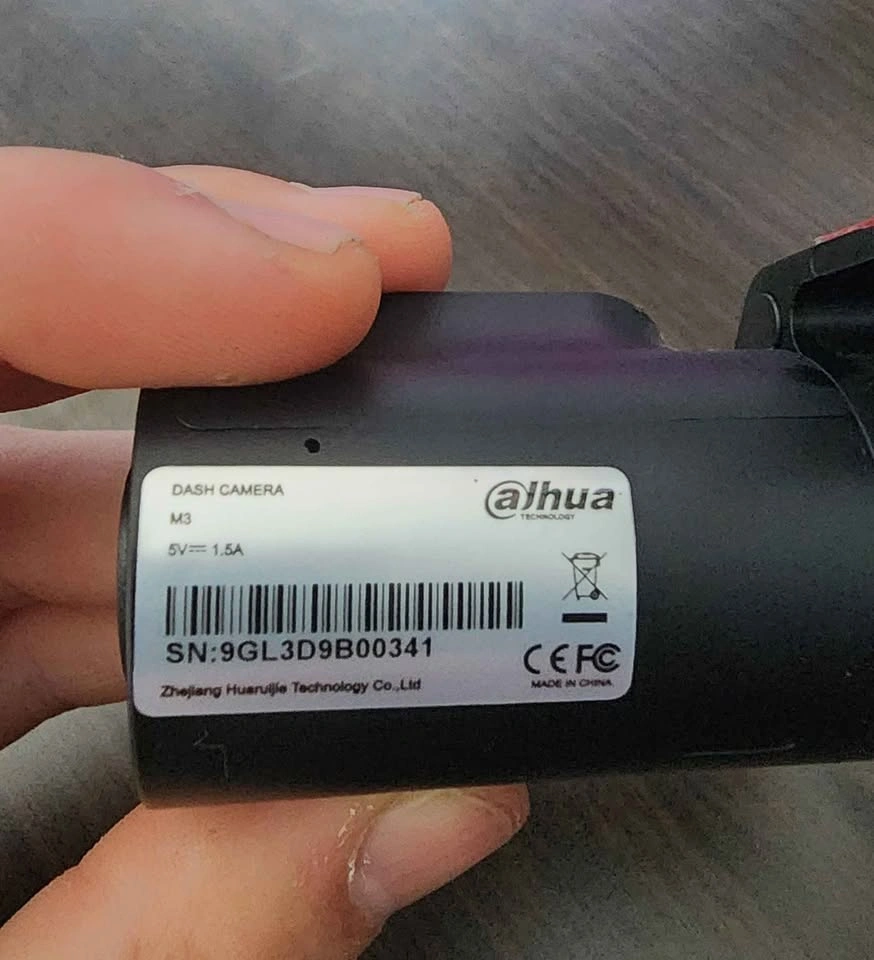 DASH CAMERA
alhua
TECHNOLOGY
M3
5V⎓ 1.5A
SN:9GL3D9B00341
CE FC
Zhejiang Huaruijie Technology Co.,Ltd
MADE IN CHINA